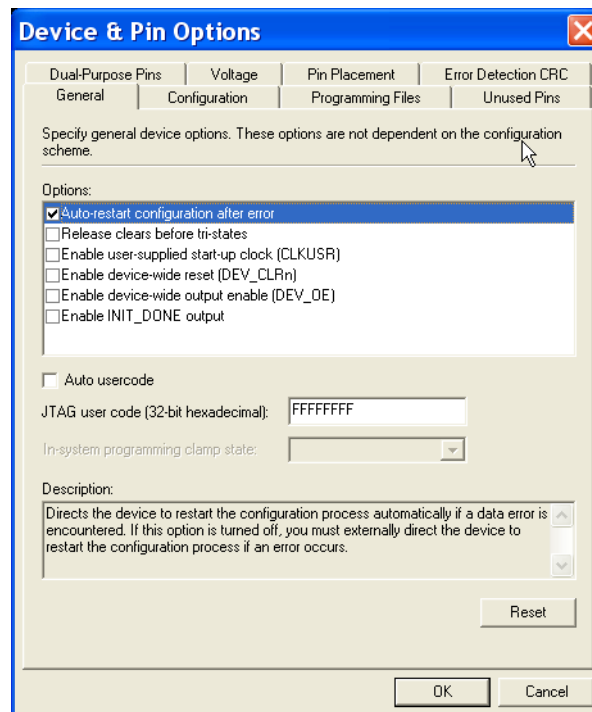 Device & Pin Options
Dual-Purpose Pins
Voltage
Pin Placement
Error Detection CRC
General
Configuration
Programming Files
Unused Pins
Specify general device options. These options are not dependent on the configuration
scheme.
Options:
Auto-restart configuration after error
Release clears before tri-states
Enable user-supplied start-up clock (CLKUSR)
Enable device-wide reset (DEV_CLRn)
Enable device-wide output enable (DEV_OE)
Enable INIT_DONE output
Auto usercode
JTAG user code (32-bit hexadecimal):
FFFFFFFF
In-system programming clamp state:
Description:
Directs the device to restart the configuration process automatically if a data error is
encountered. If this option is turned off, you must externally direct the device to
restart the configuration process if an error occurs.
Reset
OK
Cancel